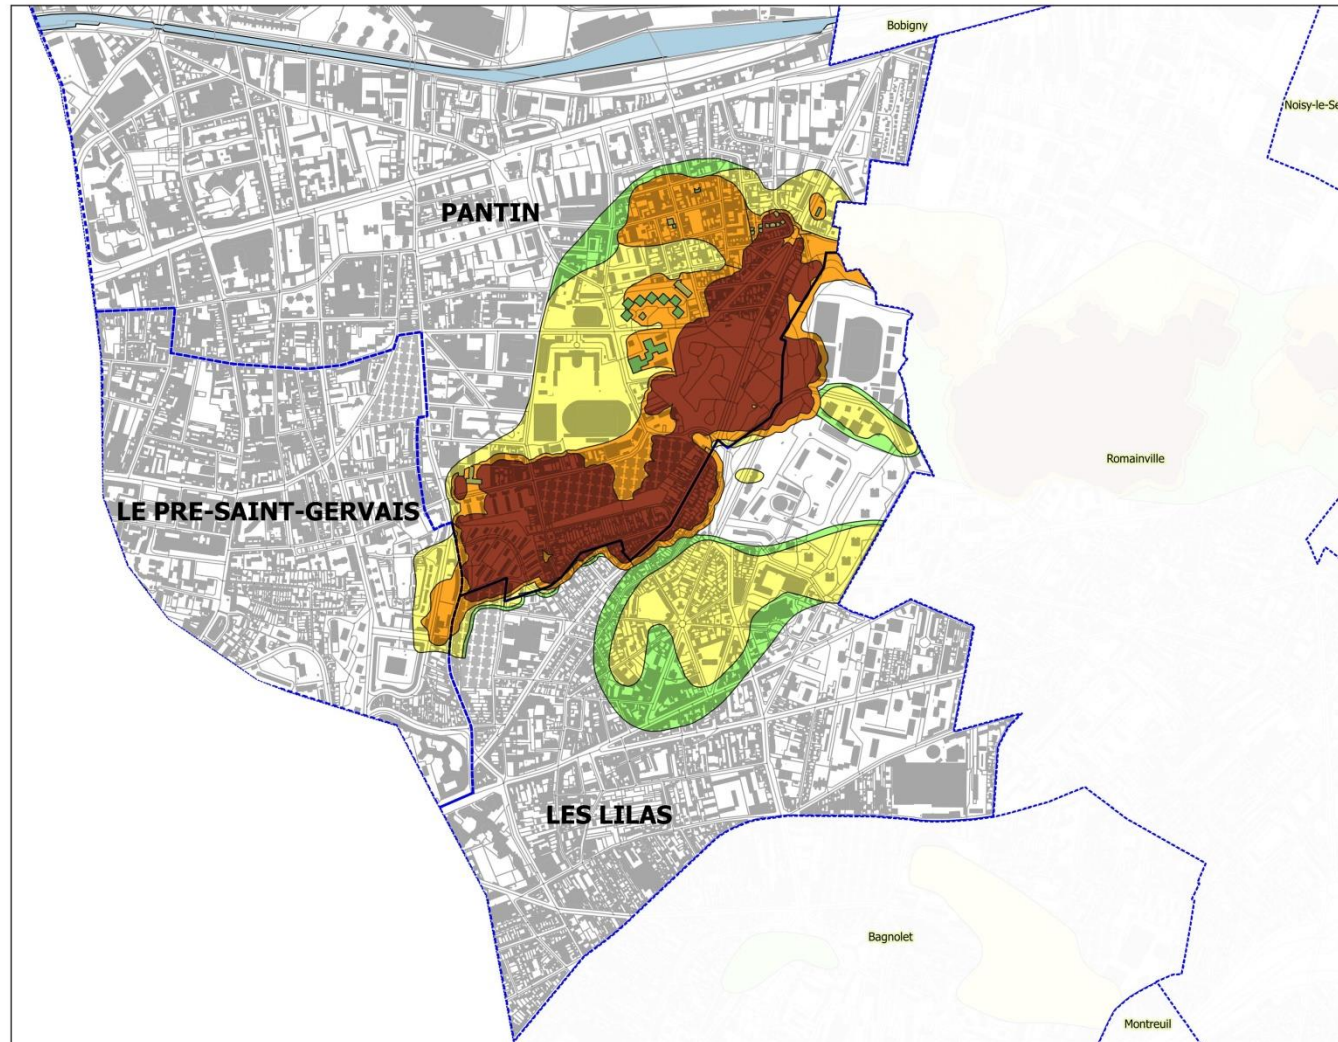 Bobigny
Noisy-le-Se
PANTIN
Romainville
LE PRE-SAINT-GERVAIS
LES LILAS
Bagnolet
Montreuil